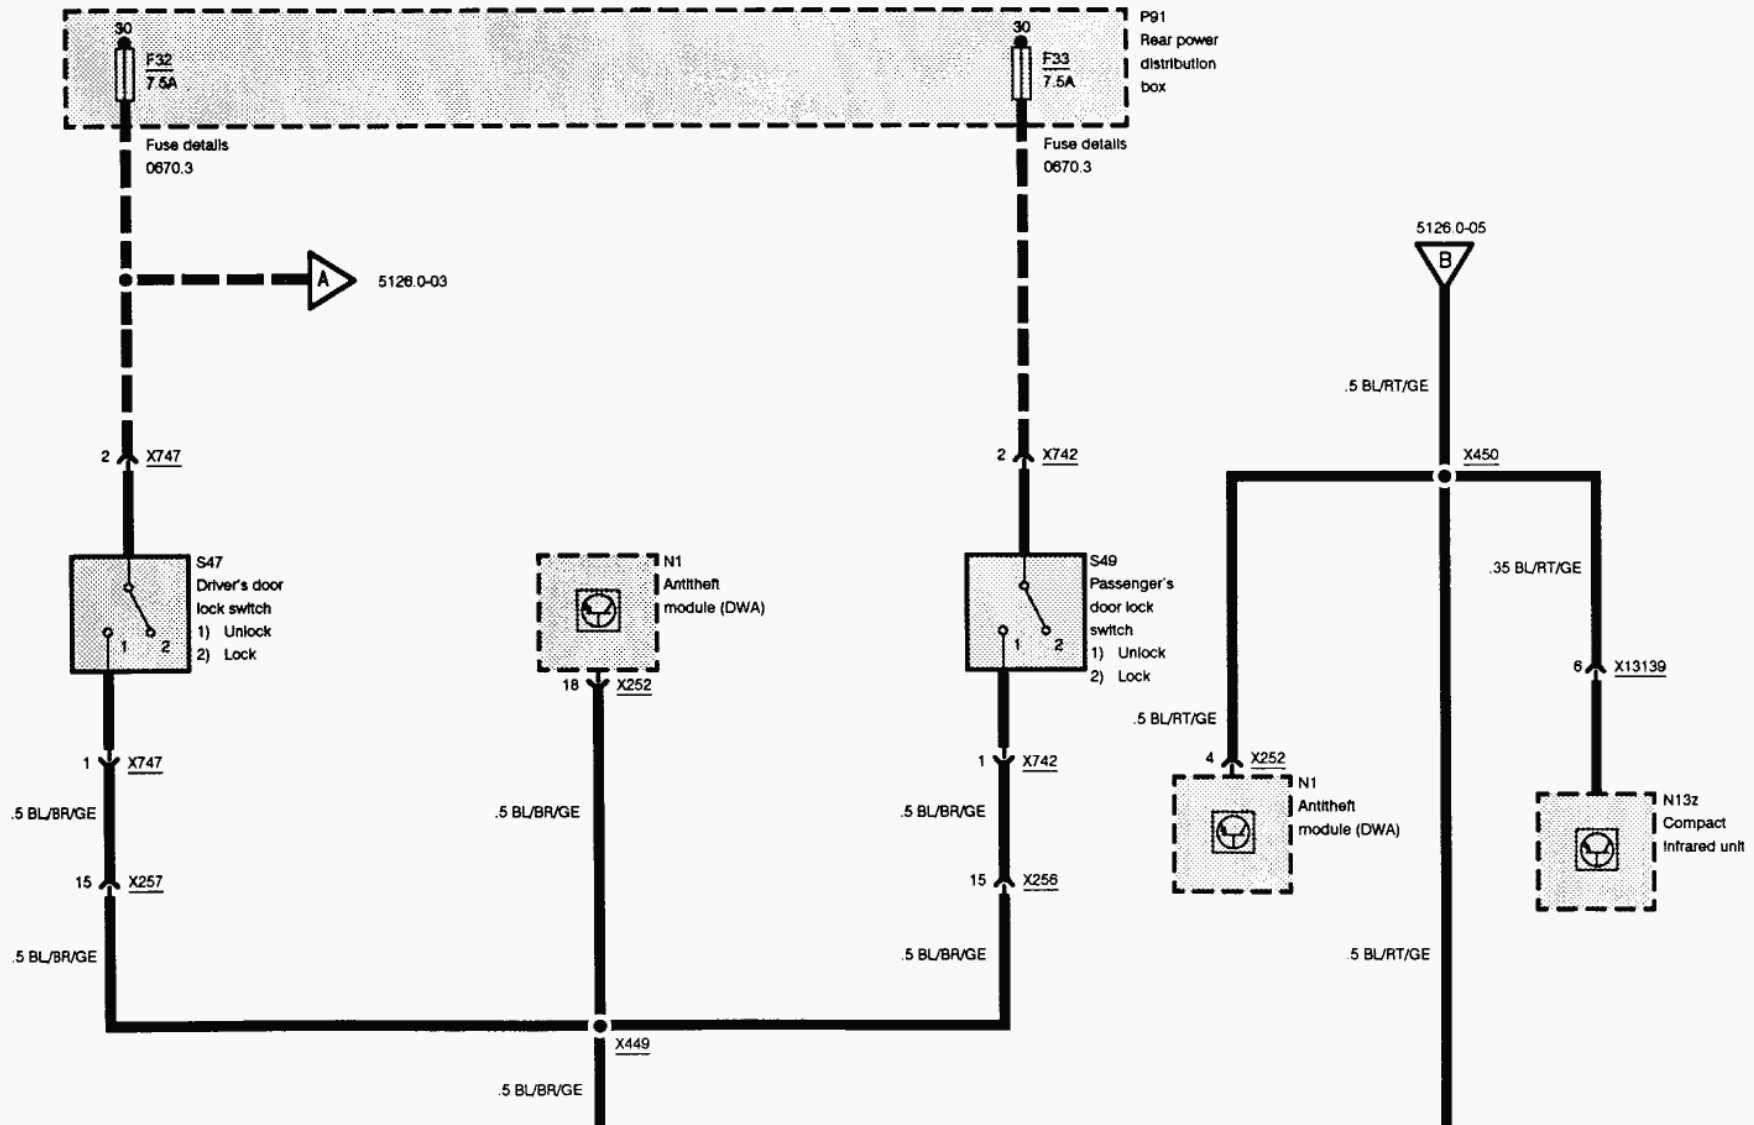 30
F32
7.5A
30
F33
7.5A
P91
Rear power
distribution
box
Fuse details
0670.3
Fuse details
0670.3
A
5126.0-03
5126.0-05
B
.5 BL/RT/GE
2
X747
2
X742
X450
S47
Driver's door
lock switch
1) Unlock
2) Lock
1
2
N1
Antitheft
module (DWA)
18
X252
S49
Passenger's
door lock
switch
1) Unlock
2) Lock
1
2
.35 BL/RT/GE
6
X13139
.5 BL/RT/GE
4
X252
N1
Antitheft
module (DWA)
N13z
Compact
infrared unit
1
X747
1
X742
.5 BL/BR/GE
.5 BL/BR/GE
.5 BL/BR/GE
15
X257
15
X256
.5 BL/BR/GE
.5 BL/BR/GE
.5 BL/RT/GE
X449
.5 BL/BR/GE